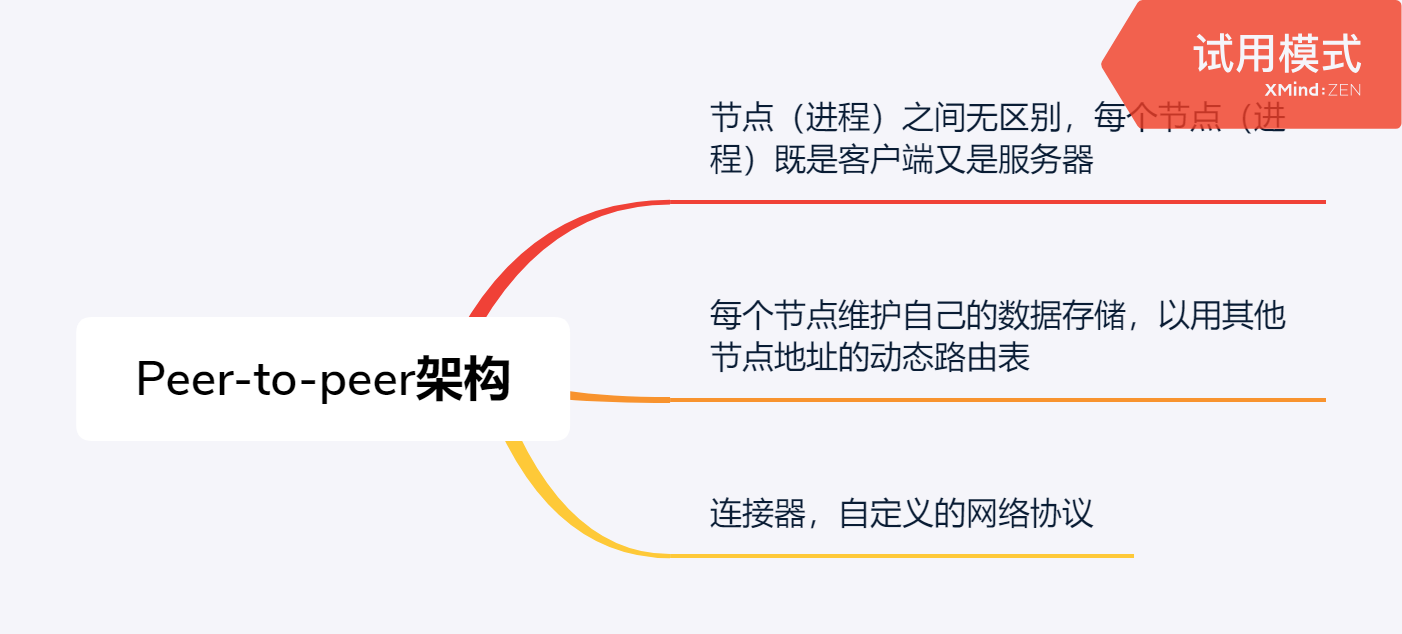 试用模式
XMind:ZEN
节点（进程）之间无区别，每个节点（进
程）既是客户端又是服务器
每个节点维护自己的数据存储，以用其他
节点地址的动态路由表
Peer-to-peer架构
连接器，自定义的网络协议